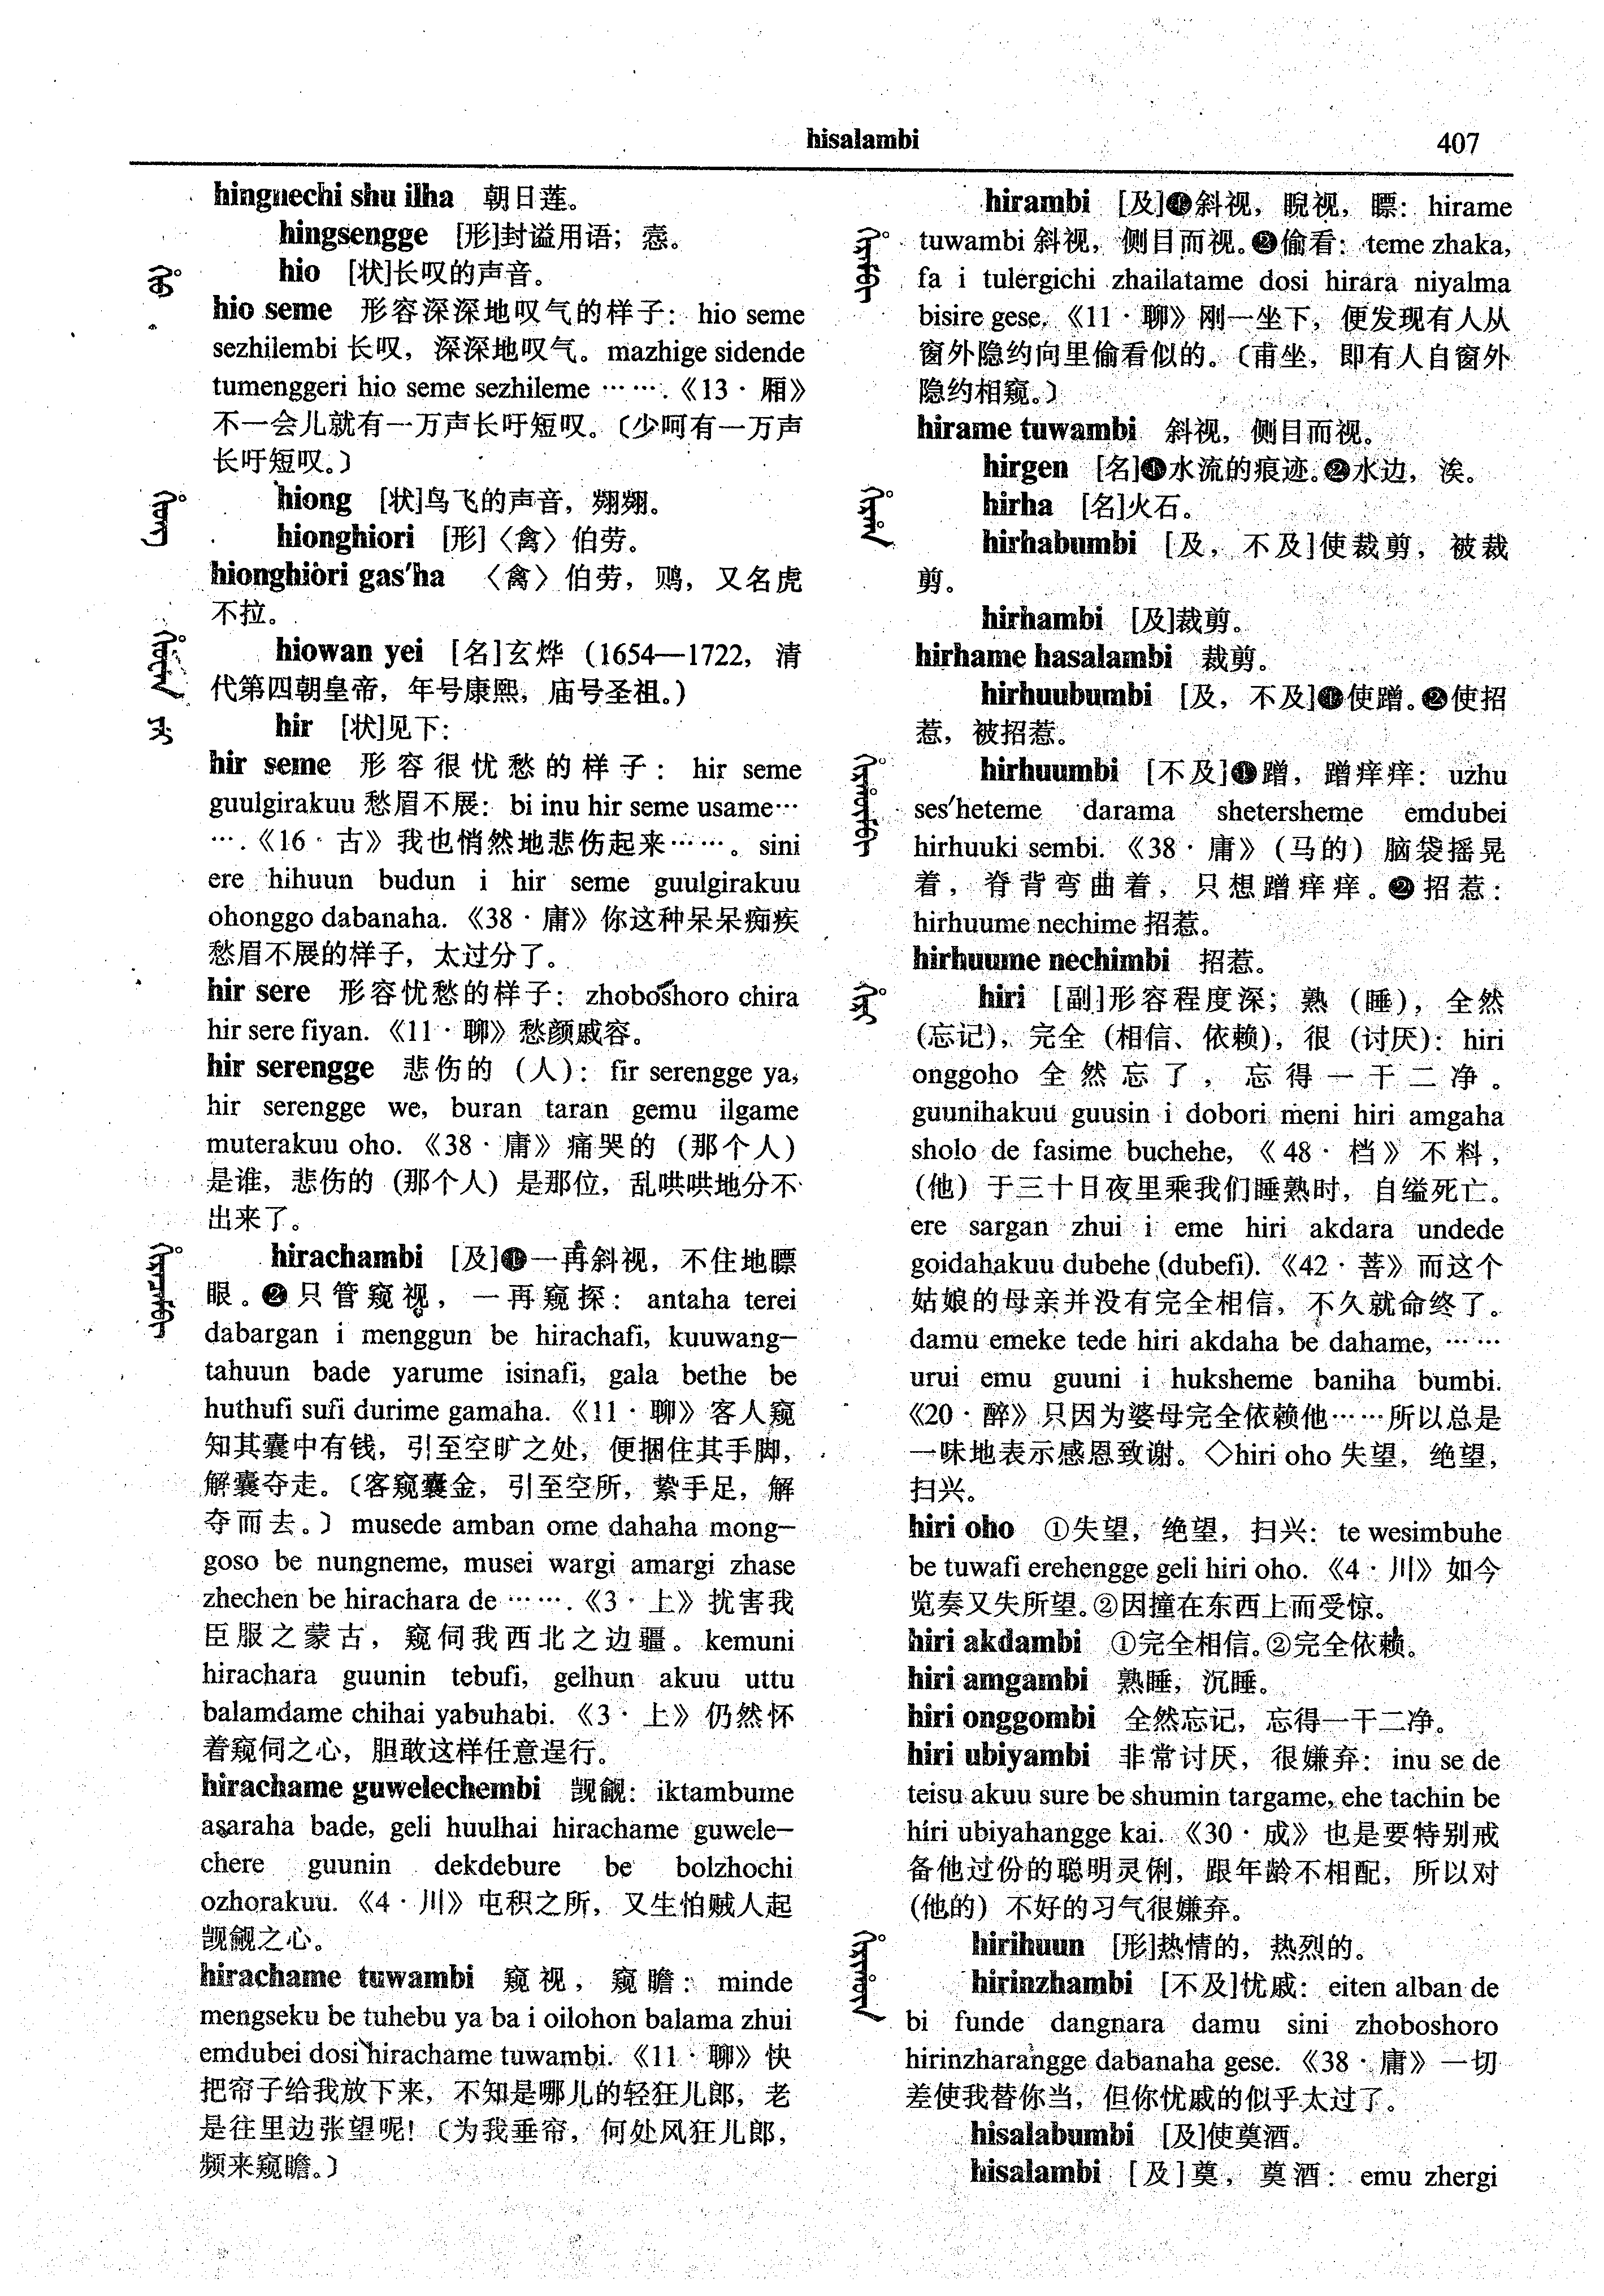 hisalambi
407
hingnechi shu ilha 朝日莲。
hingsengge [形]封谥用语；悫。
hio [状]长叹的声音。
hio seme 形容深深地叹气的样子：hio seme
sezhilembi 长叹，深深地叹气。mazhige sidende
tumenggeri hio seme sezhileme ⋯⋯.《13·厢》
不一会儿就有一万声长吁短叹。〔少呵有一万声
长吁短叹。〕
hiong [状]鸟飞的声音，翙翙。
hionghiori [形]〈禽〉伯劳。
hionghiori gas'ha 〈禽〉伯劳，鵙，又名虎
不拉。
hiowan yei [名]玄烨（1654—1722，清
代第四朝皇帝，年号康熙，庙号圣祖。）
hir [状]见下：
hir seme 形容很忧愁的样子：hir seme
guulgirakuu 愁眉不展：bi inu hir seme usame⋯
⋯.《16·古》我也悄然地悲伤起来⋯⋯。sini
ere hihuun budun i hir seme guulgirakuu
ohonggo dabanaha.《38·庸》你这种呆呆痴疾
愁眉不展的样子，太过分了。
hir sere 形容忧愁的样子：zhoboshoro chira
hir sere fiyan.《11·聊》愁颜戚容。
hir serengge 悲伤的（人）：fir serengge ya,
hir serengge we, buran taran gemu ilgame
muterakuu oho.《38·庸》痛哭的（那个人）
是谁，悲伤的（那个人）是那位，乱哄哄地分不
出来了。
hirachambi [及]❶一再斜视，不住地瞟
眼。❷只管窥视，一再窥探：antaha terei
dabargan i menggun be hirachafi, kuuwang—
tahuun bade yarume isinafi, gala bethe be
huthufi sufi durime gamaha.《11·聊》客人窥
知其囊中有钱，引至空旷之处，便捆住其手脚，
解囊夺走。〔客窥囊金，引至空所，絷手足，解
夺而去。〕musede amban ome dahaha mong—
goso be nungneme, musei wargi amargi zhase
zhechen be hirachara de ⋯⋯.《3·上》扰害我
臣服之蒙古，窥伺我西北之边疆。kemuni
hirachara guunin tebufi, gelhun akuu uttu
balamdame chihai yabuhabi.《3·上》仍然怀
着窥伺之心，胆敢这样任意逞行。
hirachame guwelechembi 觊觎：iktambume
asaraha bade, geli huulhai hirachame guwele—
chere guunin dekdebure be bolzhochi
ozhorakuu.《4·川》屯积之所，又生怕贼人起
觊觎之心。
hirachame tuwambi 窥视，窥瞻：minde
mengseku be tuhebu ya ba i oilohon balama zhui
emdubei dosi hirachame tuwambi.《11·聊》快
把帘子给我放下来，不知是哪儿的轻狂儿郎，老
是往里边张望呢！〔为我垂帘，何处风狂儿郎，
频来窥瞻。〕
hirambi [及]❶斜视，睨视，瞟：hirame
tuwambi 斜视，侧目而视。❷偷看：teme zhaka,
fa i tulergichi zhailatame dosi hirara niyalma
bisire gese.《11·聊》刚一坐下，便发现有人从
窗外隐约向里偷看似的。〔甫坐，即有人自窗外
隐约相窥。〕
hirame tuwambi 斜视，侧目而视。
hirgen [名]❶水流的痕迹。❷水边，涘。
hirha [名]火石。
hirhabumbi [及，不及]使裁剪，被裁
剪。
hirhambi [及]裁剪。
hirhame hasalambi 裁剪。
hirhuubumbi [及，不及]❶使蹭。❷使招
惹，被招惹。
hirhuumbi [不及]❶蹭，蹭痒痒：uzhu
ses'heteme darama shetersheme emdubei
hirhuuki sembi.《38·庸》（马的）脑袋摇晃
着，脊背弯曲着，只想蹭痒痒。❷招惹：
hirhuume nechime 招惹。
hirhuume nechimbi 招惹。
hiri [副]形容程度深；熟（睡），全然
（忘记），完全（相信、依赖），很（讨厌）：hiri
onggoho 全然忘了，忘得一干二净。
guunihakuu guusin i dobori meni hiri amgaha
sholo de fasime buchehe,《48·档》不料，
（他）于三十日夜里乘我们睡熟时，自缢死亡。
ere sargan zhui i eme hiri akdara undede
goidahakuu dubehe (dubefi).《42·菩》而这个
姑娘的母亲并没有完全相信，不久就命终了。
damu emeke tede hiri akdaha be dahame, ⋯⋯
urui emu guuni i huksheme baniha bumbi.
《20·醉》只因为婆母完全依赖他⋯⋯所以总是
一味地表示感恩致谢。◇hiri oho 失望，绝望，
扫兴。
hiri oho ①失望，绝望，扫兴：te wesimbuhe
be tuwafi erehengge geli hiri oho.《4·川》如今
览奏又失所望。②因撞在东西上而受惊。
hiri akdambi ①完全相信。②完全依赖。
hiri amgambi 熟睡，沉睡。
hiri onggombi 全然忘记，忘得一干二净。
hiri ubiyambi 非常讨厌，很嫌弃：inu se de
teisu akuu sure be shumin targame, ehe tachin be
hiri ubiyahangge kai.《30·成》也是要特别戒
备他过份的聪明灵俐，跟年龄不相配，所以对
（他的）不好的习气很嫌弃。
hirihuun [形]热情的，热烈的。
hirinzhambi [不及]忧戚：eiten alban de
bi funde dangnara damu sini zhoboshoro
hirinzharangge dabanaha gese.《38·庸》一切
差使我替你当，但你忧戚的似乎太过了。
hisalabumbi [及]使奠酒。
hisalambi [及]奠，奠酒：emu zhergi